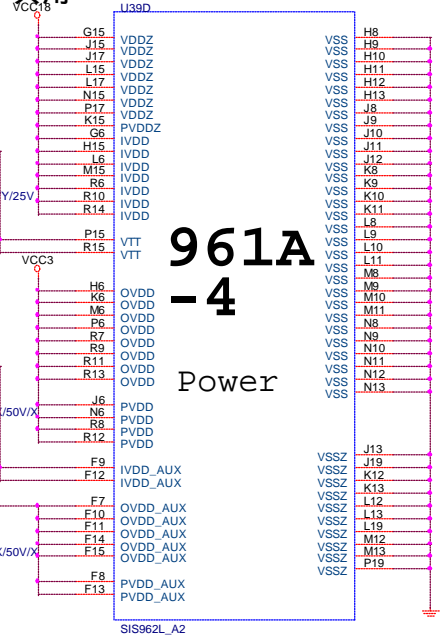 VCC18
U39D
G15 VDDZ
J15 VDDZ
J17 VDDZ
L15 VDDZ
L17 VDDZ
N15 VDDZ
P17 VDDZ
K15 PVDDZ
G6 IVDD
H15 IVDD
L6 IVDD
M15 IVDD
R6 IVDD
R10 IVDD
R14 IVDD
Y/25V
P15 VTT
R15 VTT
VCC3
H6 OVDD
K6 OVDD
M6 OVDD
P6 OVDD
R7 OVDD
R9 OVDD
R11 OVDD
R13 OVDD
J6 PVDD
N6 PVDD
R8 PVDD
R12 PVDD
/50V/X
F9 IVDD_AUX
F12 IVDD_AUX
F7 OVDD_AUX
F10 OVDD_AUX
F11 OVDD_AUX
F14 OVDD_AUX
F15 OVDD_AUX
/50V/X
F8 PVDD_AUX
F13 PVDD_AUX
961A
-4
Power
VSS H8
VSS H9
VSS H10
VSS H11
VSS H12
VSS H13
VSS J8
VSS J9
VSS J10
VSS J11
VSS J12
VSS K8
VSS K9
VSS K10
VSS K11
VSS L8
VSS L9
VSS L10
VSS L11
VSS M8
VSS M9
VSS M10
VSS M11
VSS N8
VSS N9
VSS N10
VSS N11
VSS N12
VSS N13
VSSZ J13
VSSZ J19
VSSZ K12
VSSZ K13
VSSZ L12
VSSZ L13
VSSZ L19
VSSZ M12
VSSZ M13
VSSZ P19
SIS962L_A2